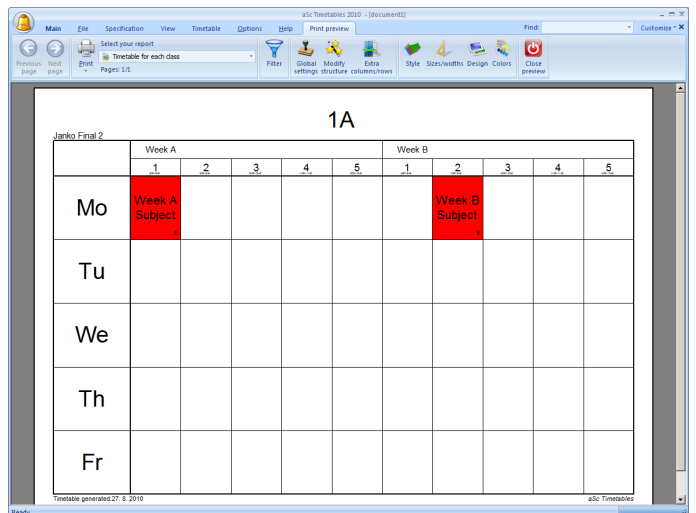 aSc Timetables 2010 - [document1]
Main File Specification View Timetable Options Help Print preview Find: Customize
Previous page Next page Print Select your report Filter Global settings Modify structure Extra columns/rows Style Sizes/widths Design Colors Close preview
Timetable for each class
Pages: 1/1
1A
Janko Final 2
Week A Week B
1 2 3 4 5 1 2 3 4 5
Mo Week A Subject Week B Subject
Tu
We
Th
Fr
Timetable generated:27. 8. 2010 aSc Timetables
Ready